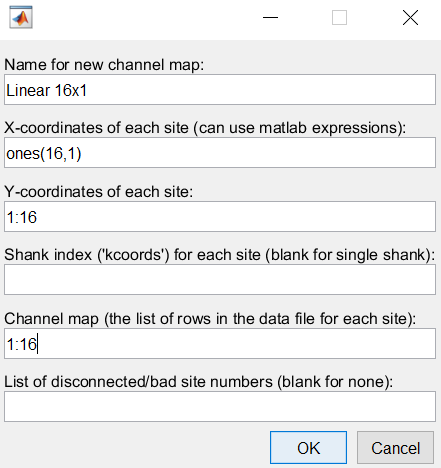 Name for new channel map:
Linear 16x1
X-coordinates of each site (can use matlab expressions):
ones(16,1)
Y-coordinates of each site:
1:16
Shank index ('kcoords') for each site (blank for single shank):
Channel map (the list of rows in the data file for each site):
1:16
List of disconnected/bad site numbers (blank for none):
OK Cancel